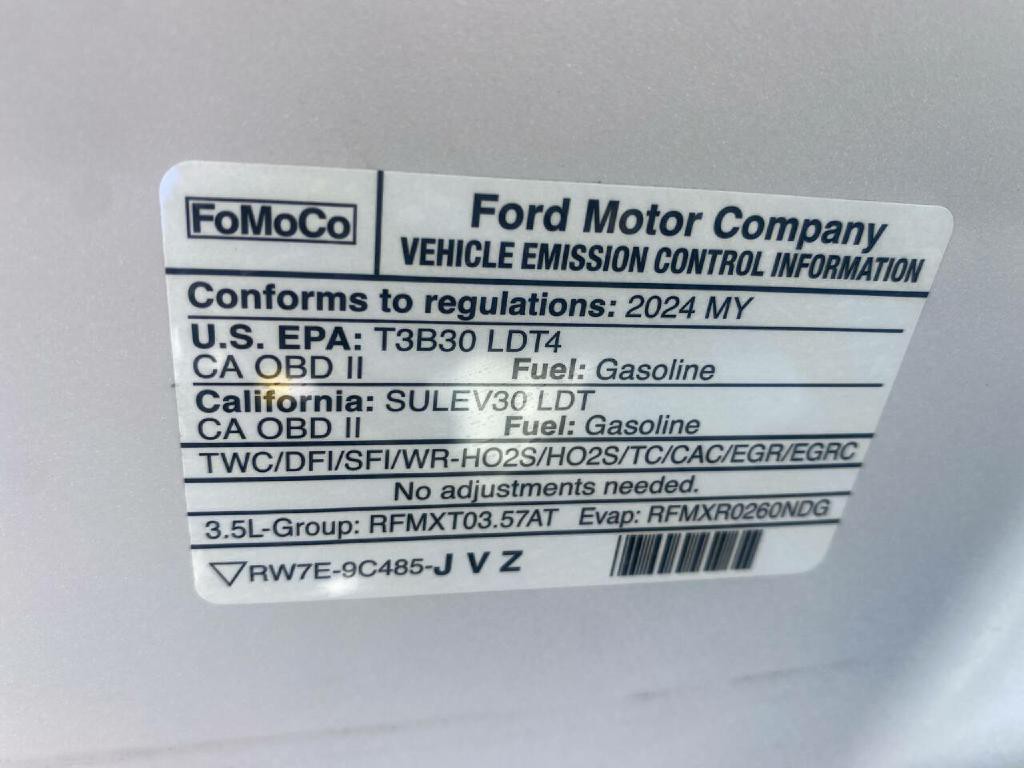 FoMoCo
Ford Motor Company
VEHICLE EMISSION CONTROL INFORMATION
Conforms to regulations: 2024 MY
U.S. EPA: T3B30 LDT4
CA OBD II Fuel: Gasoline
California: SULEV30 LDT
CA OBD II Fuel: Gasoline
TWC/DFI/SFI/WR-HO2S/HO2S/TC/CAC/EGR/EGRC
No adjustments needed.
3.5L-Group: RFMXT03.57AT Evap: RFMXR0260NDG
RW7E-9C485-J V Z